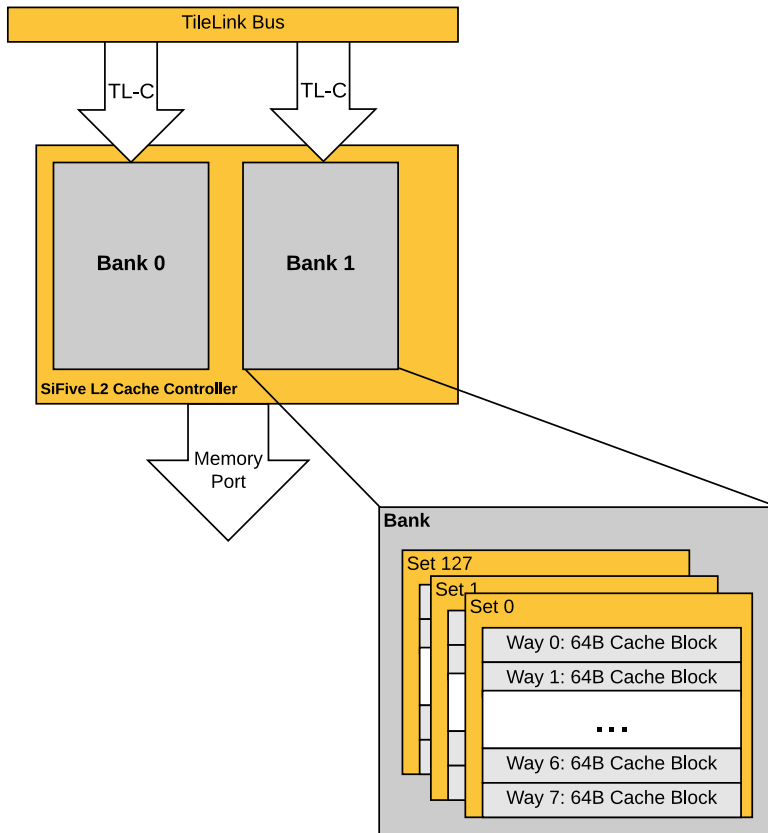 TileLink Bus
TL-C
TL-C
Bank 0
Bank 1
SiFive L2 Cache Controller
Memory
Port
Bank
Set 127
Set 1
Set 0
Way 0: 64B Cache Block
Way 1: 64B Cache Block
...
Way 6: 64B Cache Block
Way 7: 64B Cache Block